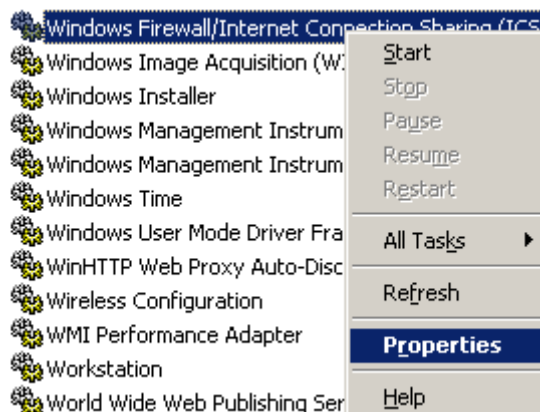 Windows Firewall/Internet Connection Sharing (ICS
Windows Image Acquisition (W
Windows Installer
Windows Management Instrum
Windows Management Instrum
Windows Time
Windows User Mode Driver Fra
WinHTTP Web Proxy Auto-Disc
Wireless Configuration
WMI Performance Adapter
Workstation
World Wide Web Publishing Ser
Start
Stop
Pause
Resume
Restart
All Tasks
Refresh
Properties
Help